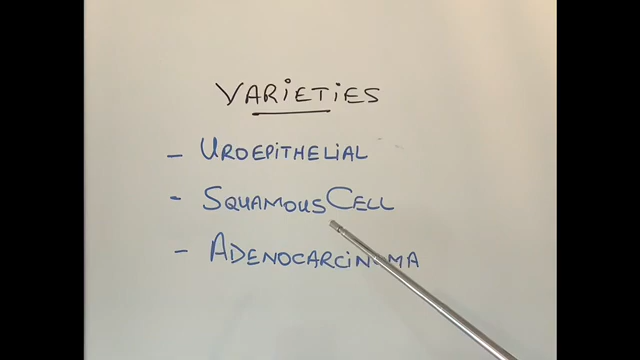 VARIETIES
- UROEPITHELIAL
- SQUAMOUS CELL
- ADENOCARCINOMA